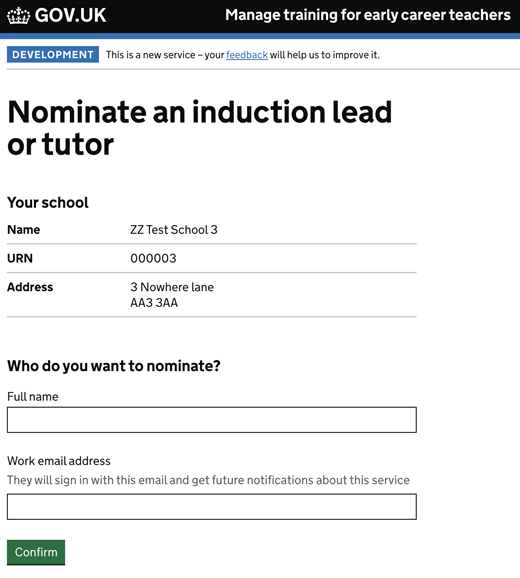 GOV.UK
Manage training for early career teachers
DEVELOPMENT
This is a new service – your feedback will help us to improve it.
Nominate an induction lead
or tutor
Your school
Name
ZZ Test School 3
URN
000003
Address
3 Nowhere lane
AA3 3AA
Who do you want to nominate?
Full name
Work email address
They will sign in with this email and get future notifications about this service
Confirm